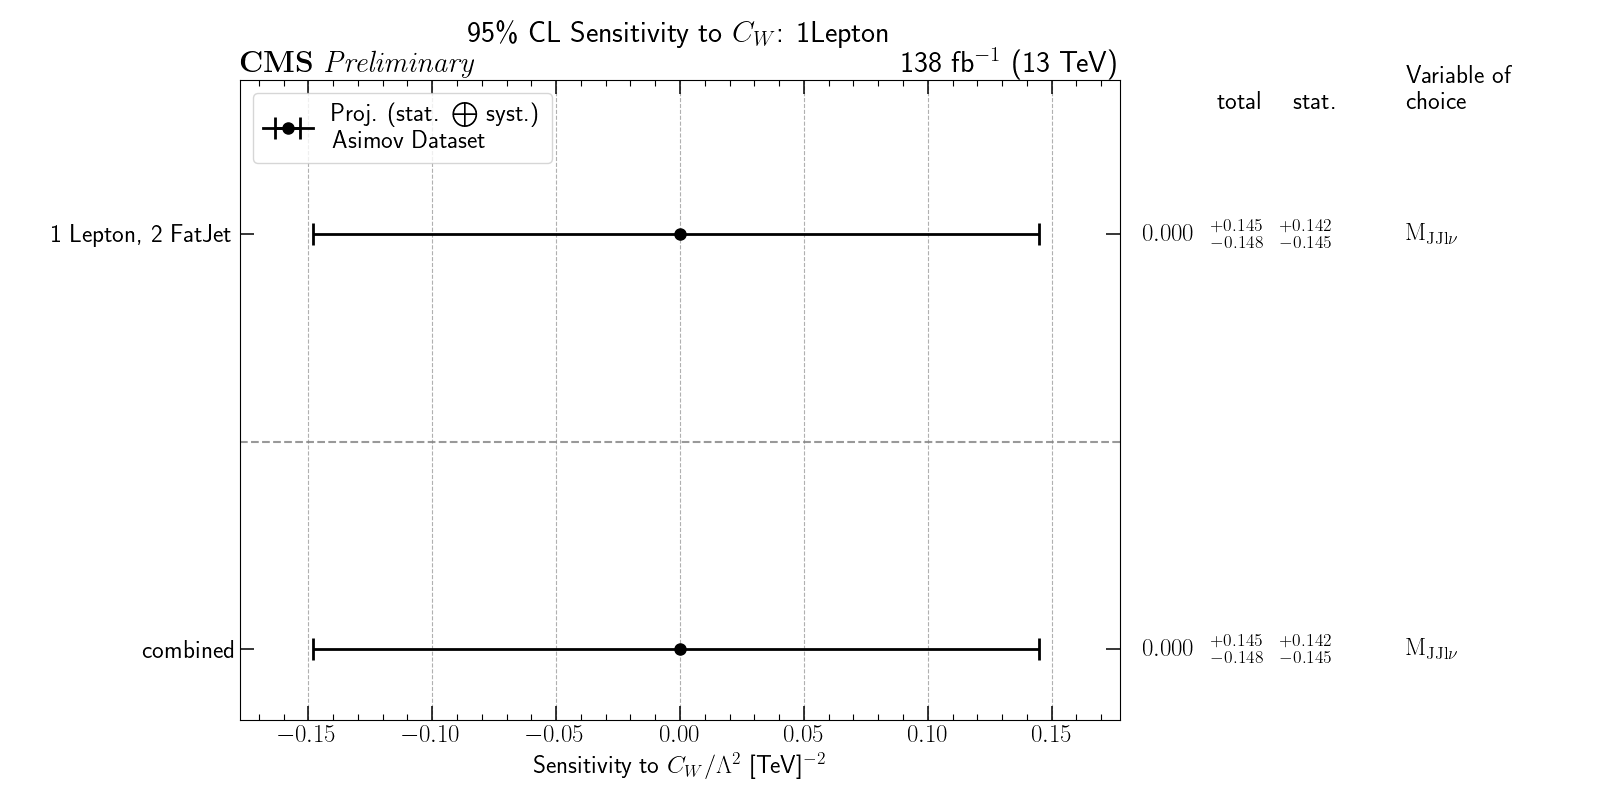 95% CL Sensitivity to C_W: 1Lepton
CMS Preliminary 138 fb⁻¹ (13 TeV)
Variable of
total stat. choice
Proj. (stat. ⨁ syst.)
Asimov Dataset
1 Lepton, 2 FatJet 0.000 +0.145 −0.148 +0.142 −0.145 M_JJlν
combined 0.000 +0.145 −0.148 +0.142 −0.145 M_JJlν
−0.15 −0.10 −0.05 0.00 0.05 0.10 0.15
Sensitivity to C_W/Λ² [TeV]⁻²